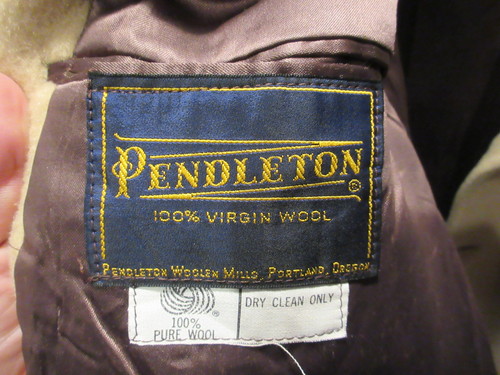 PENDLETON®
100% VIRGIN WOOL
PENDLETON WOOLEN MILLS, PORTLAND, OREGON
®
100%
PURE WOOL
DRY CLEAN ONLY